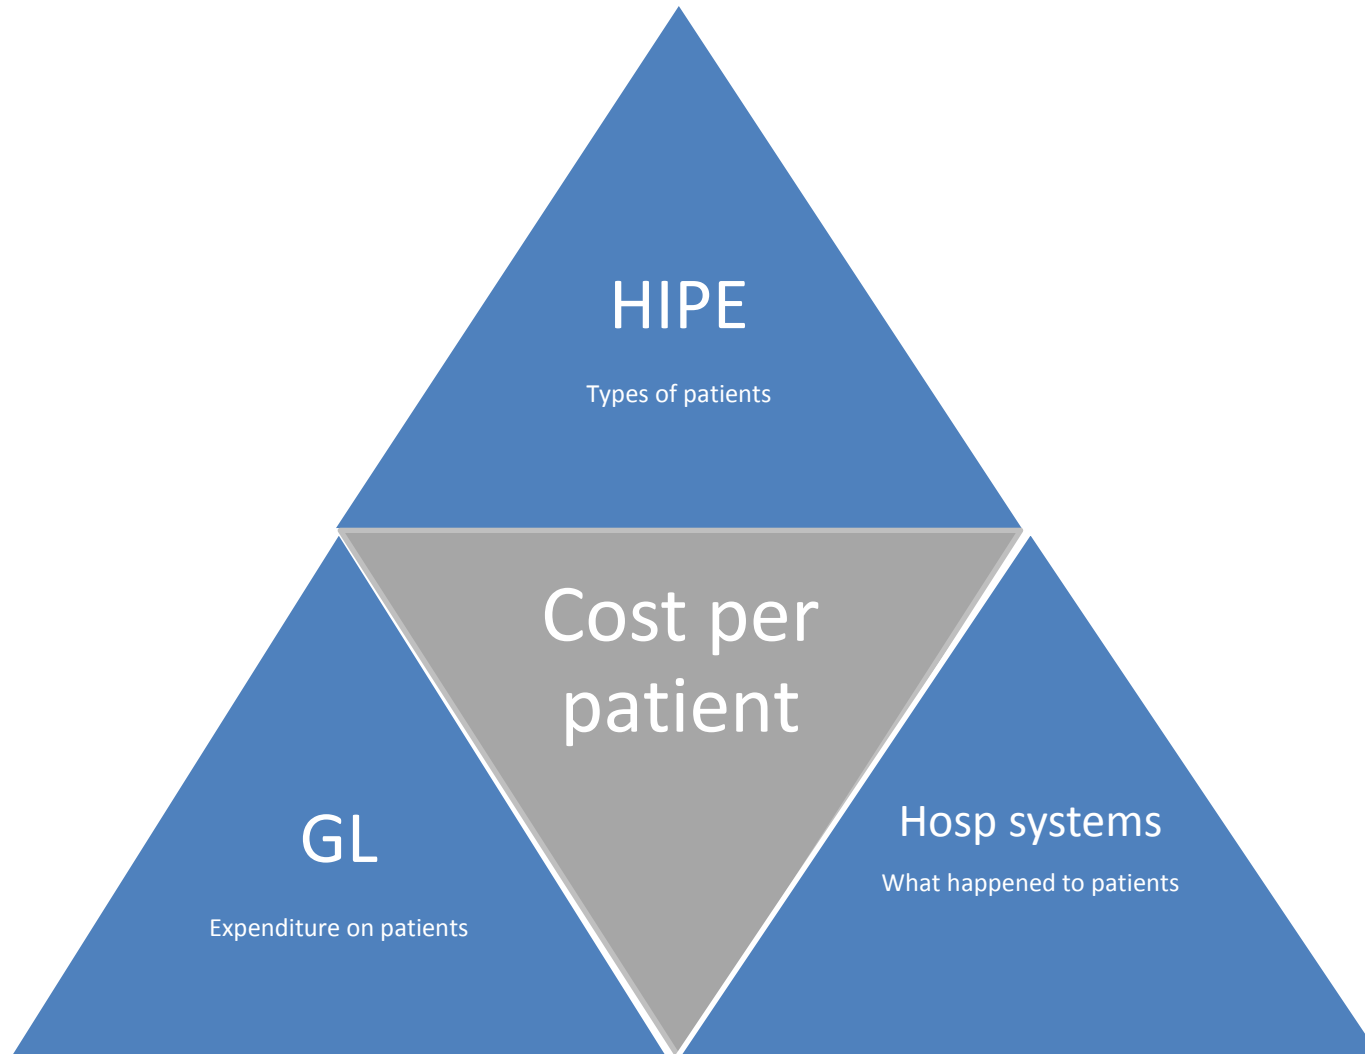 HIPE
Types of patients
Cost per
patient
GL
Expenditure on patients
Hosp systems
What happened to patients